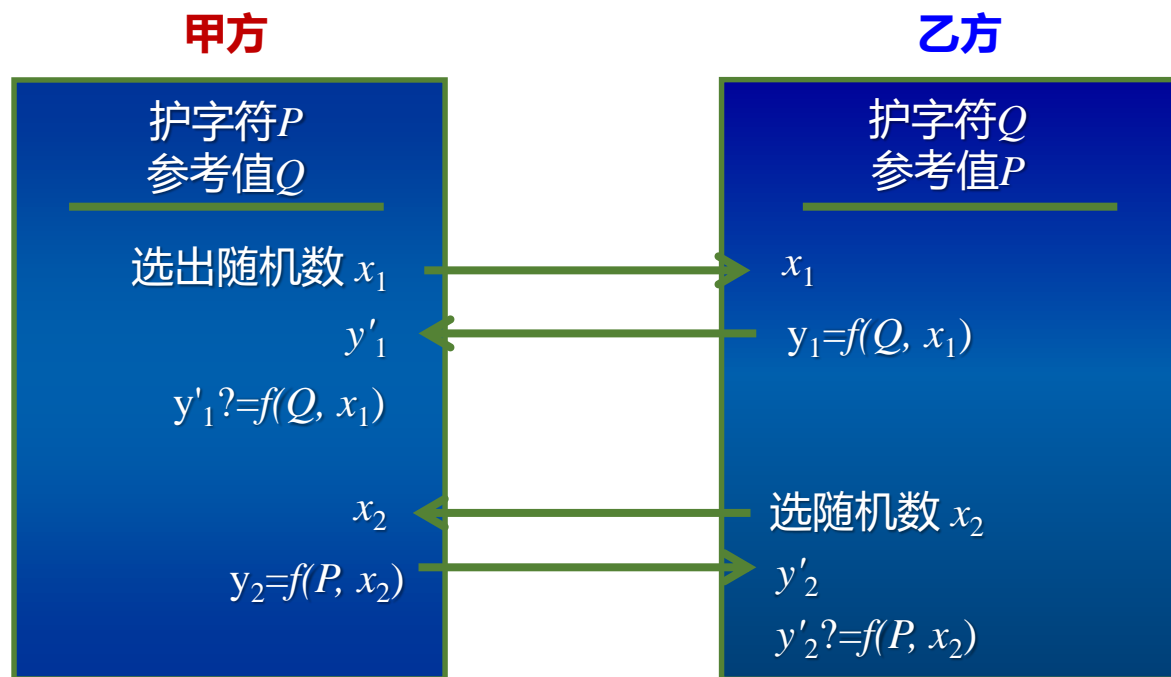 甲方
乙方
护字符P
参考值Q
选出随机数 x₁
y′₁
y'₁?=f(Q, x₁)
x₂
y₂=f(P, x₂)
护字符Q
参考值P
x₁
y₁=f(Q, x₁)
选随机数 x₂
y′₂
y′₂?=f(P, x₂)